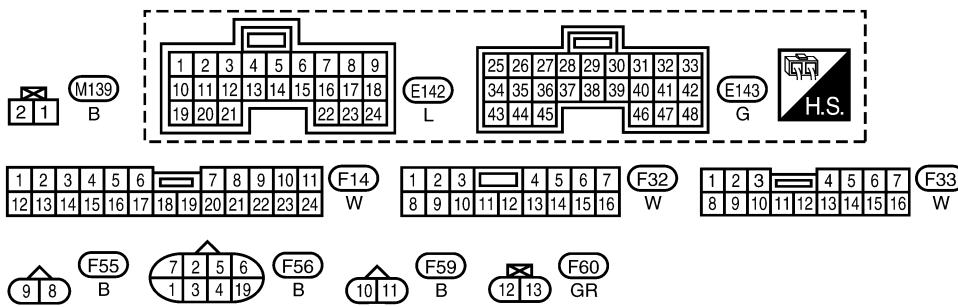 2 1
M139
B
1 2 3 4 5 6 7 8 9
10 11 12 13 14 15 16 17 18
19 20 21 22 23 24
E142
L
25 26 27 28 29 30 31 32 33
34 35 36 37 38 39 40 41 42
43 44 45 46 47 48
E143
G
H.S.
1 2 3 4 5 6 7 8 9 10 11
12 13 14 15 16 17 18 19 20 21 22 23 24
F14
W
1 2 3 4 5 6 7
8 9 10 11 12 13 14 15 16
F32
W
1 2 3 4 5 6 7
8 9 10 11 12 13 14 15 16
F33
W
9 8
F55
B
7 2 5 6
1 3 4 19
F56
B
10 11
F59
B
12 13
F60
GR